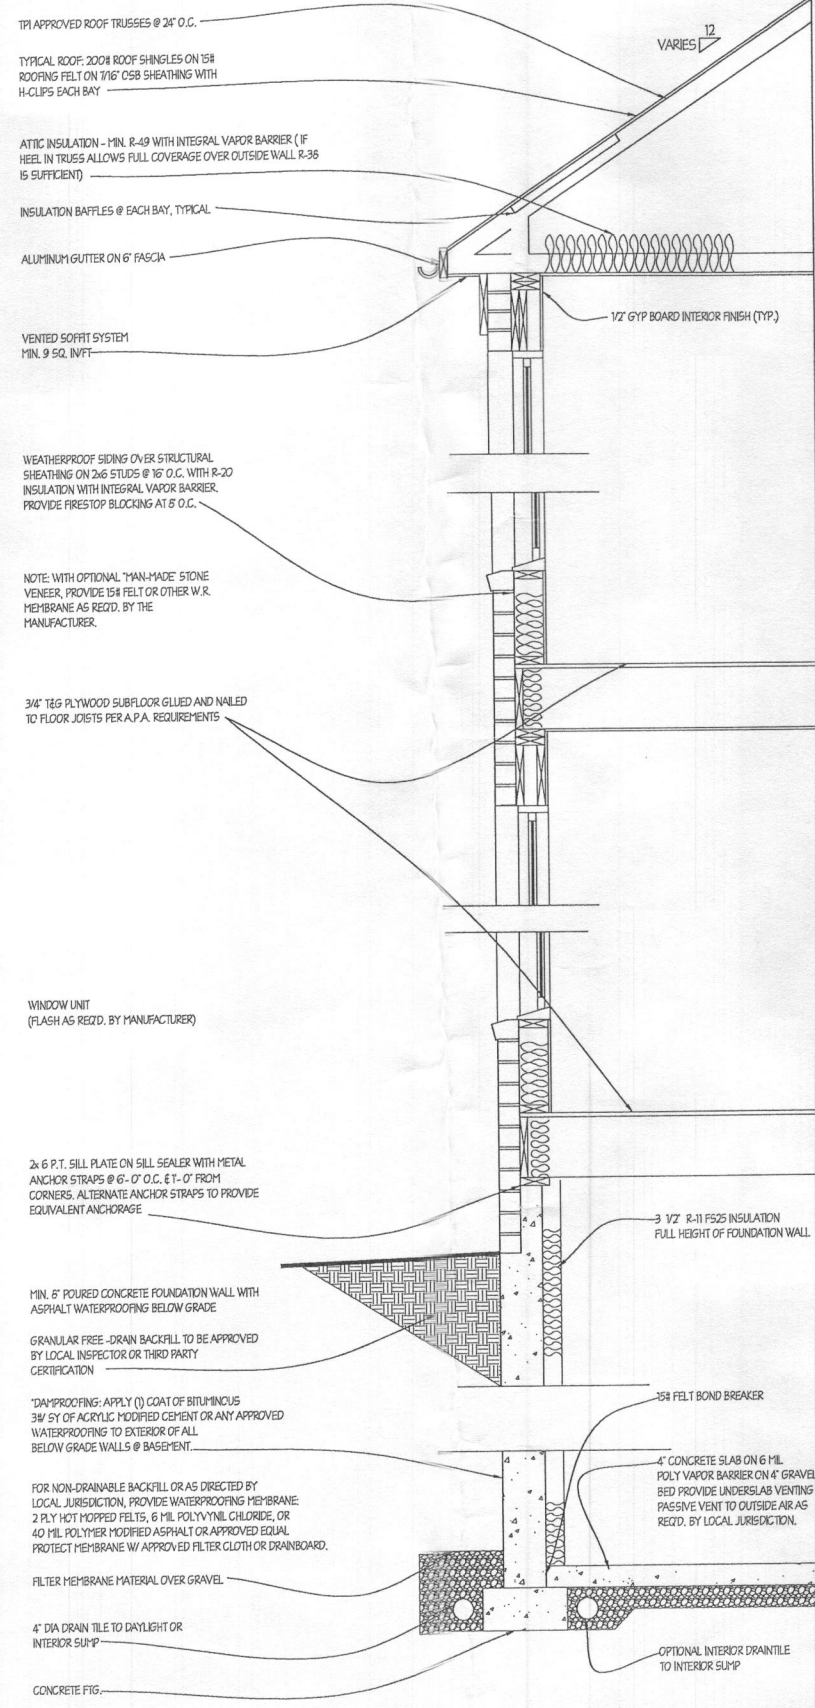 TPI APPROVED ROOF TRUSSES @ 24" O.C.
12
VARIES
TYPICAL ROOF: 200# ROOF SHINGLES ON 15#
ROOFING FELT ON 7/16" OSB SHEATHING WITH
H-CLIPS EACH BAY
ATTIC INSULATION - MIN. R-49 WITH INTEGRAL VAPOR BARRIER ( IF
HEEL IN TRUSS ALLOWS FULL COVERAGE OVER OUTSIDE WALL R-38
IS SUFFICIENT)
INSULATION BAFFLES @ EACH BAY, TYPICAL
ALUMINUM GUTTER ON 6" FASCIA
1/2" GYP BOARD INTERIOR FINISH (TYP.)
VENTED SOFFIT SYSTEM
MIN. 9 SQ. IN/FT
WEATHERPROOF SIDING OVER STRUCTURAL
SHEATHING ON 2x6 STUDS @ 16" O.C. WITH R-20
INSULATION WITH INTEGRAL VAPOR BARRIER.
PROVIDE FIRESTOP BLOCKING AT 8' O.C.
NOTE: WITH OPTIONAL "MAN-MADE" STONE
VENEER, PROVIDE 15# FELT OR OTHER W.R.
MEMBRANE AS REQ'D. BY THE
MANUFACTURER.
3/4" T&G PLYWOOD SUBFLOOR GLUED AND NAILED
TO FLOOR JOISTS PER A.P.A. REQUIREMENTS
WINDOW UNIT
(FLASH AS REQ'D. BY MANUFACTURER)
2x 6 P.T. SILL PLATE ON SILL SEALER WITH METAL
ANCHOR STRAPS @ 6'- 0" O.C. & 1'- 0" FROM
CORNERS. ALTERNATE ANCHOR STRAPS TO PROVIDE
EQUIVALENT ANCHORAGE
3 1/2" R-11 FS25 INSULATION
FULL HEIGHT OF FOUNDATION WALL
MIN. 8" POURED CONCRETE FOUNDATION WALL WITH
ASPHALT WATERPROOFING BELOW GRADE
GRANULAR FREE -DRAIN BACKFILL TO BE APPROVED
BY LOCAL INSPECTOR OR THIRD PARTY
CERTIFICATION
*DAMPROOFING: APPLY (1) COAT OF BITUMINOUS
3#/ SY OF ACRYLIC MODIFIED CEMENT OR ANY APPROVED
WATERPROOFING TO EXTERIOR OF ALL
BELOW GRADE WALLS @ BASEMENT.
15# FELT BOND BREAKER
4" CONCRETE SLAB ON 6 MIL
POLY VAPOR BARRIER ON 4" GRAVEL
BED PROVIDE UNDERSLAB VENTING
PASSIVE VENT TO OUTSIDE AIR AS
REQ'D. BY LOCAL JURISDICTION.
FOR NON-DRAINABLE BACKFILL OR AS DIRECTED BY
LOCAL JURISDICTION, PROVIDE WATERPROOFING MEMBRANE:
2 PLY HOT MOPPED FELTS, 6 MIL POLYVYNIL CHLORIDE, OR
40 MIL POLYMER MODIFIED ASPHALT OR APPROVED EQUAL
PROTECT MEMBRANE W/ APPROVED FILTER CLOTH OR DRAINBOARD.
FILTER MEMBRANE MATERIAL OVER GRAVEL
4" DIA DRAIN TILE TO DAYLIGHT OR
INTERIOR SUMP
OPTIONAL INTERIOR DRAINTILE
TO INTERIOR SUMP
CONCRETE FTG.